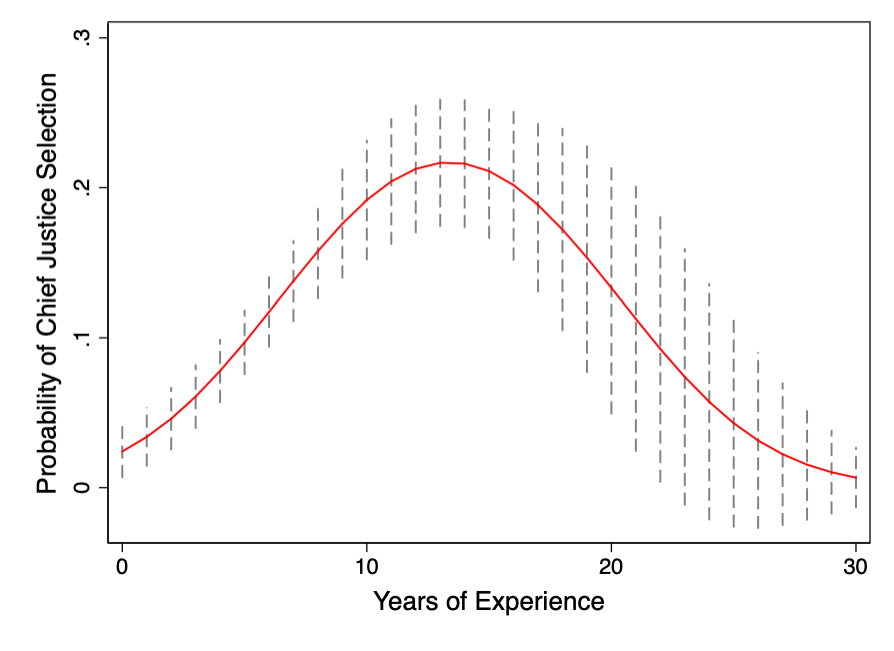 Probability of Chief Justice Selection
.3
.2
.1
0
0 10 20 30
Years of Experience